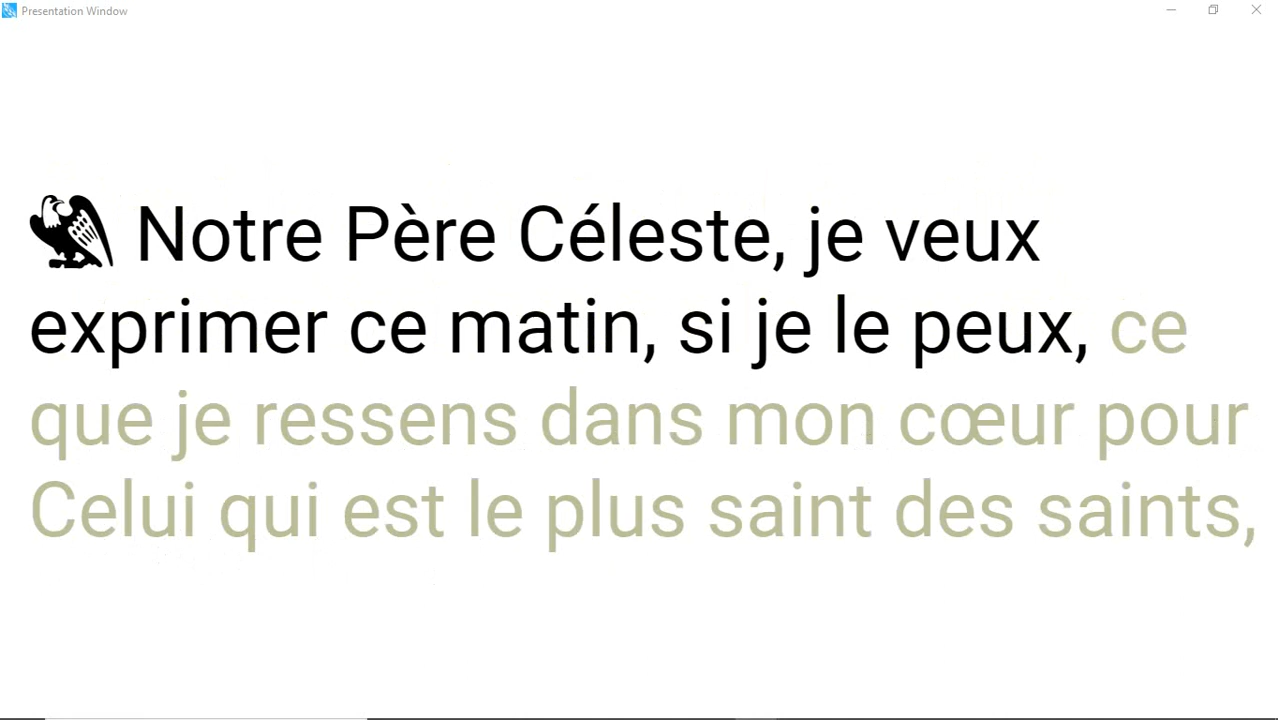 Presentation Window
Notre Père Céleste, je veux
exprimer ce matin, si je le peux, ce
que je ressens dans mon cœur pour
Celui qui est le plus saint des saints,